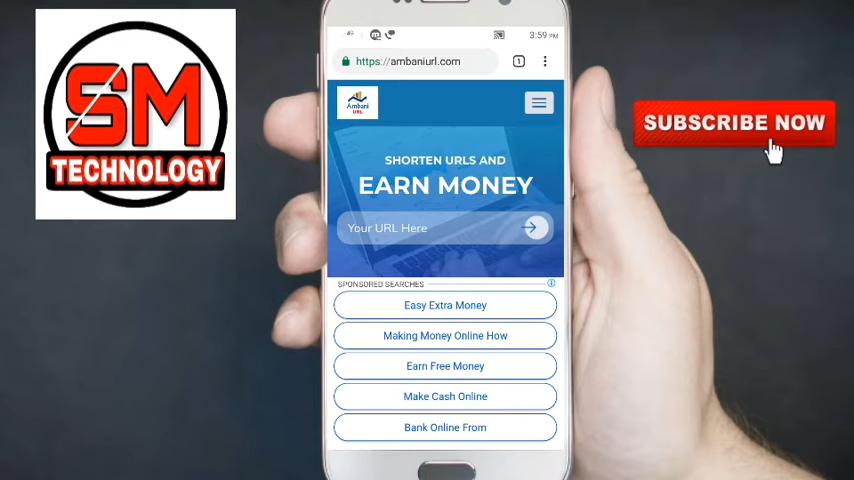 SM
TECHNOLOGY
4G
3:59 PM
https://ambaniurl.com
1
Ambani
URL
SHORTEN URLS AND
EARN MONEY
Your URL Here
SPONSORED SEARCHES
Easy Extra Money
Making Money Online How
Earn Free Money
Make Cash Online
Bank Online From
SUBSCRIBE NOW